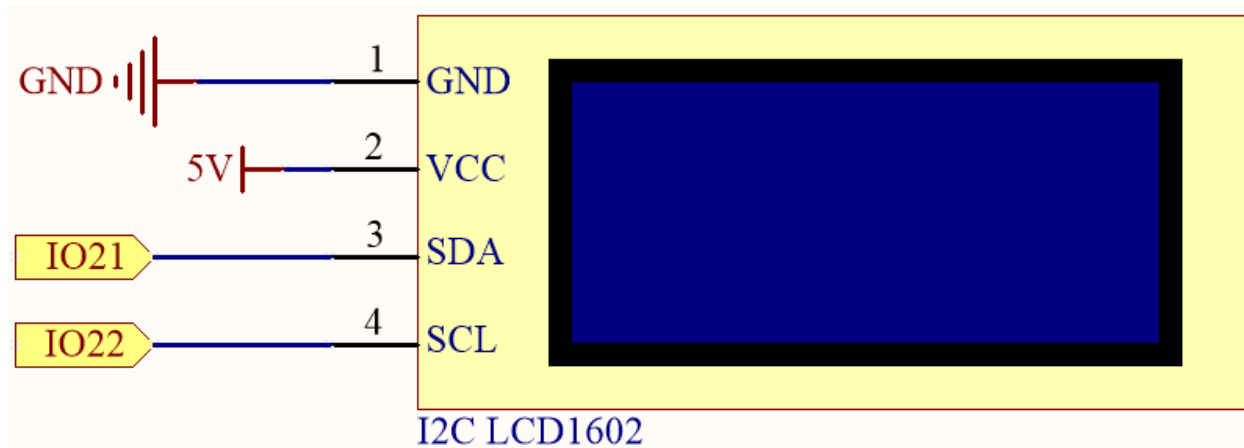 GND 1 GND
5V 2 VCC
IO21 3 SDA
IO22 4 SCL
I2C LCD1602